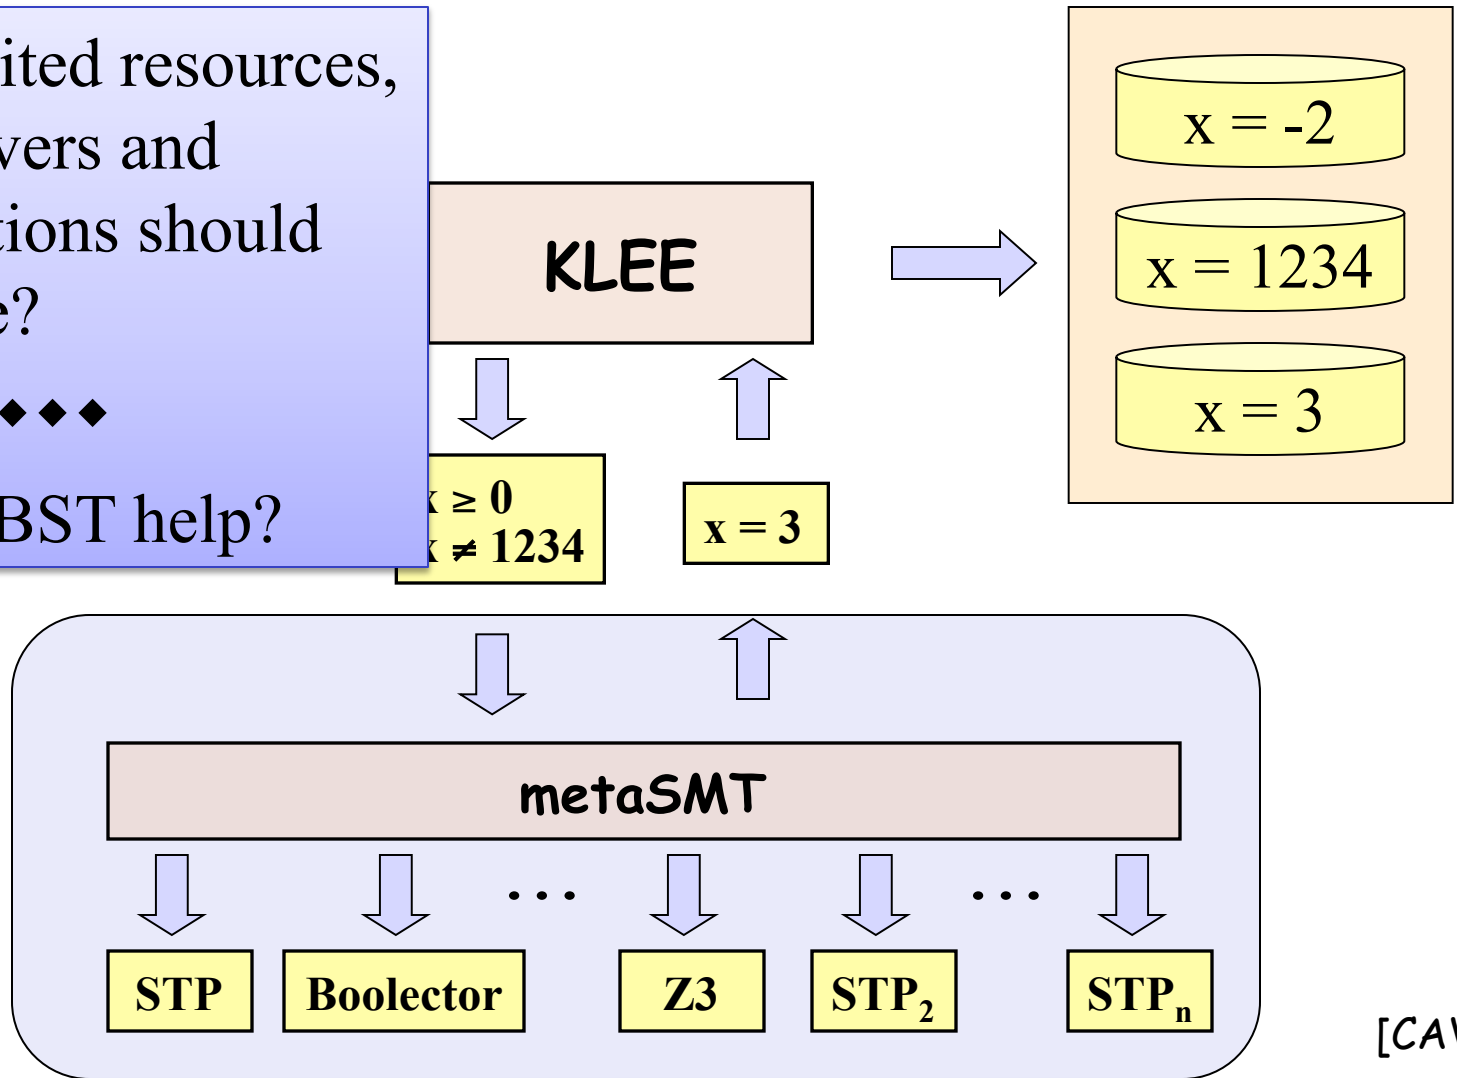 ited resources,
vers and
tions should
e?
◆ ◆ ◆
BST help?
KLEE
x = -2
x = 1234
x = 3
x ≥ 0
x ≠ 1234
x = 3
metaSMT
... ...
STP Boolector Z3 STP₂ STPₙ
[CAV